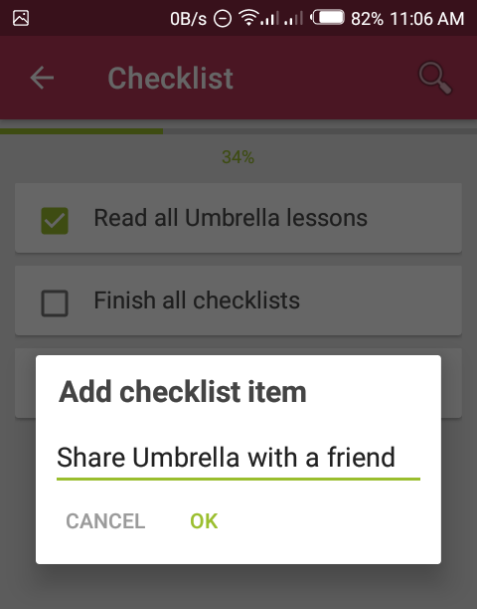 0B/s 82% 11:06 AM
Checklist
34%
Read all Umbrella lessons
Finish all checklists
Add checklist item
Share Umbrella with a friend
CANCEL OK